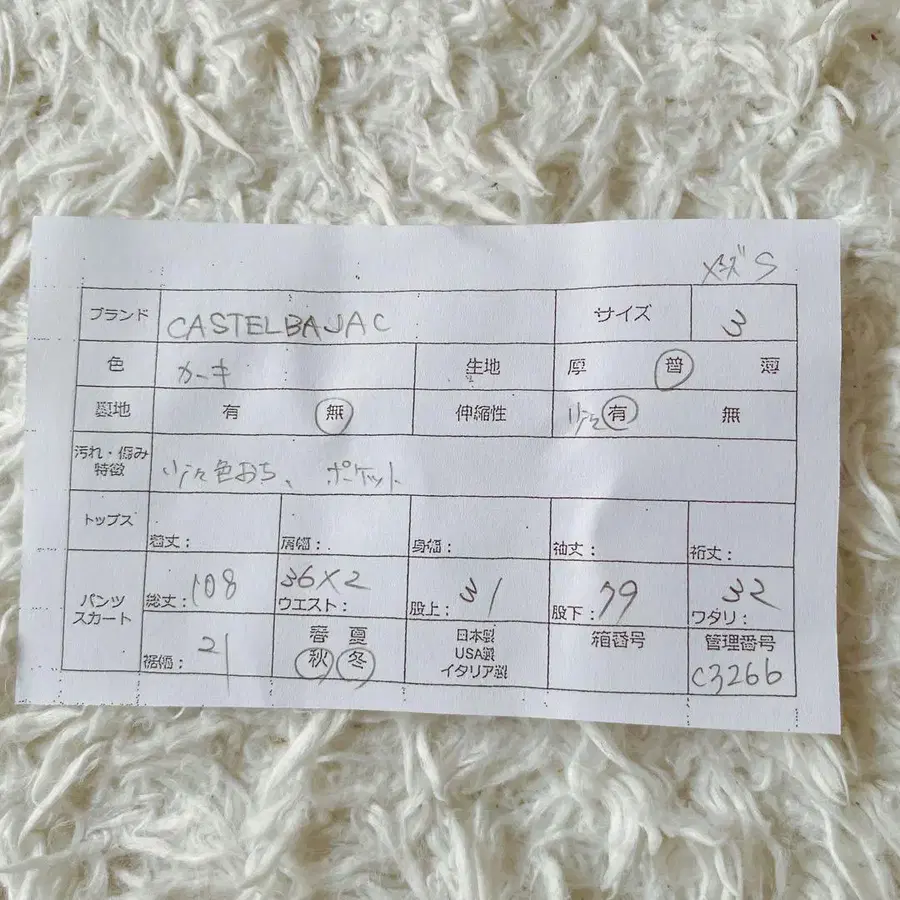 メンズ S
ブランド CASTELBAJAC サイズ 3
色 カーキ 生地 厚 普 薄
裏地 有 無 伸縮性 少々 有 無
汚れ・傷み
特徴 少々色おち、ポケット
トップス 着丈: 肩幅: 身幅: 袖丈: 裄丈:
パンツ
スカート 総丈:108 36X2 ウエスト: 股上:31 股下:79 32 ワタリ:
裾幅:21 春 夏 秋 冬 日本製 USA製 イタリア製 箱番号 管理番号 C3266